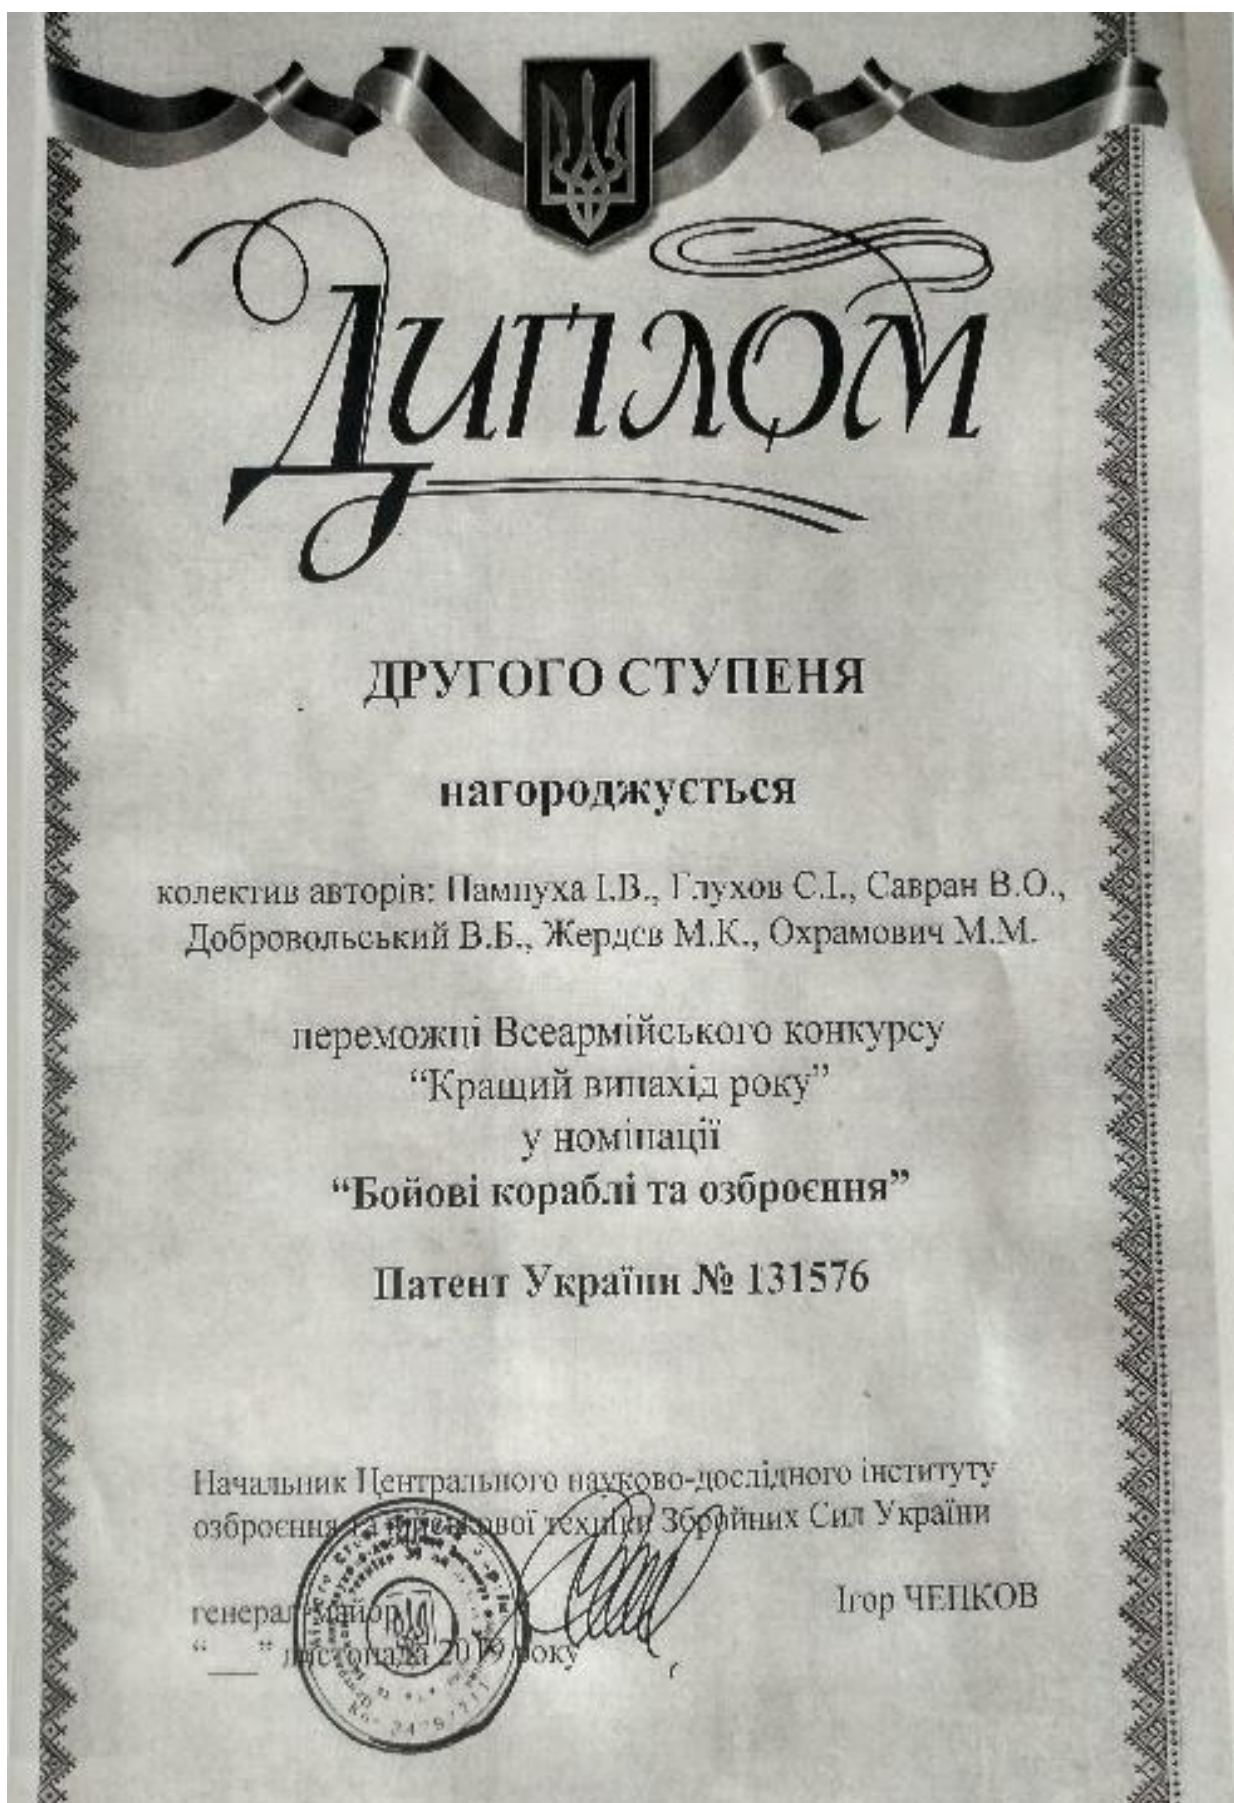 Диплом
ДРУГОГО СТУПЕНЯ
нагороджується
колектив авторів: Пампуха І.В., Глухов С.І., Савран В.О.,
Добровольський В.Б., Жердєв М.К., Охрамович М.М.
переможці Всеармійського конкурсу
“Кращий винахід року”
у номінації
“Бойові кораблі та озброєння”
Патент України № 131576
Начальник Центрального науково-дослідного інституту
озброєння та військової техніки Збройних Сил України
генерал-майор
Ігор ЧЕПКОВ
“___” листопада 2019 року